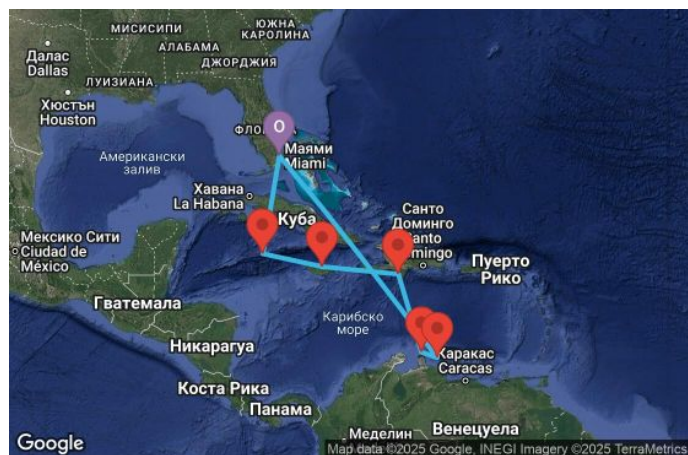 МИСИСИПИ
ЮЖНА
КАРОЛИНА
Далас
Dallas
АЛАБАМА
ДЖОРДЖИЯ
ЛУИЗИАНА
Хюстън
Houston
O
ФЛО
Маями
Miami
Американски
залив
Хавана
La Habana
Куба
Санто
Доминго
anto
mingo
Пуерто
Рико
Мексико Сити
Ciudad de
México
Гватемала
Карибско
море
Никарагуа
Каракас
Caracas
Коста Рика
Панама
Венецуела
Меделин
Google
Map data ©2025 Google, INEGI Imagery ©2025 TerraMetrics